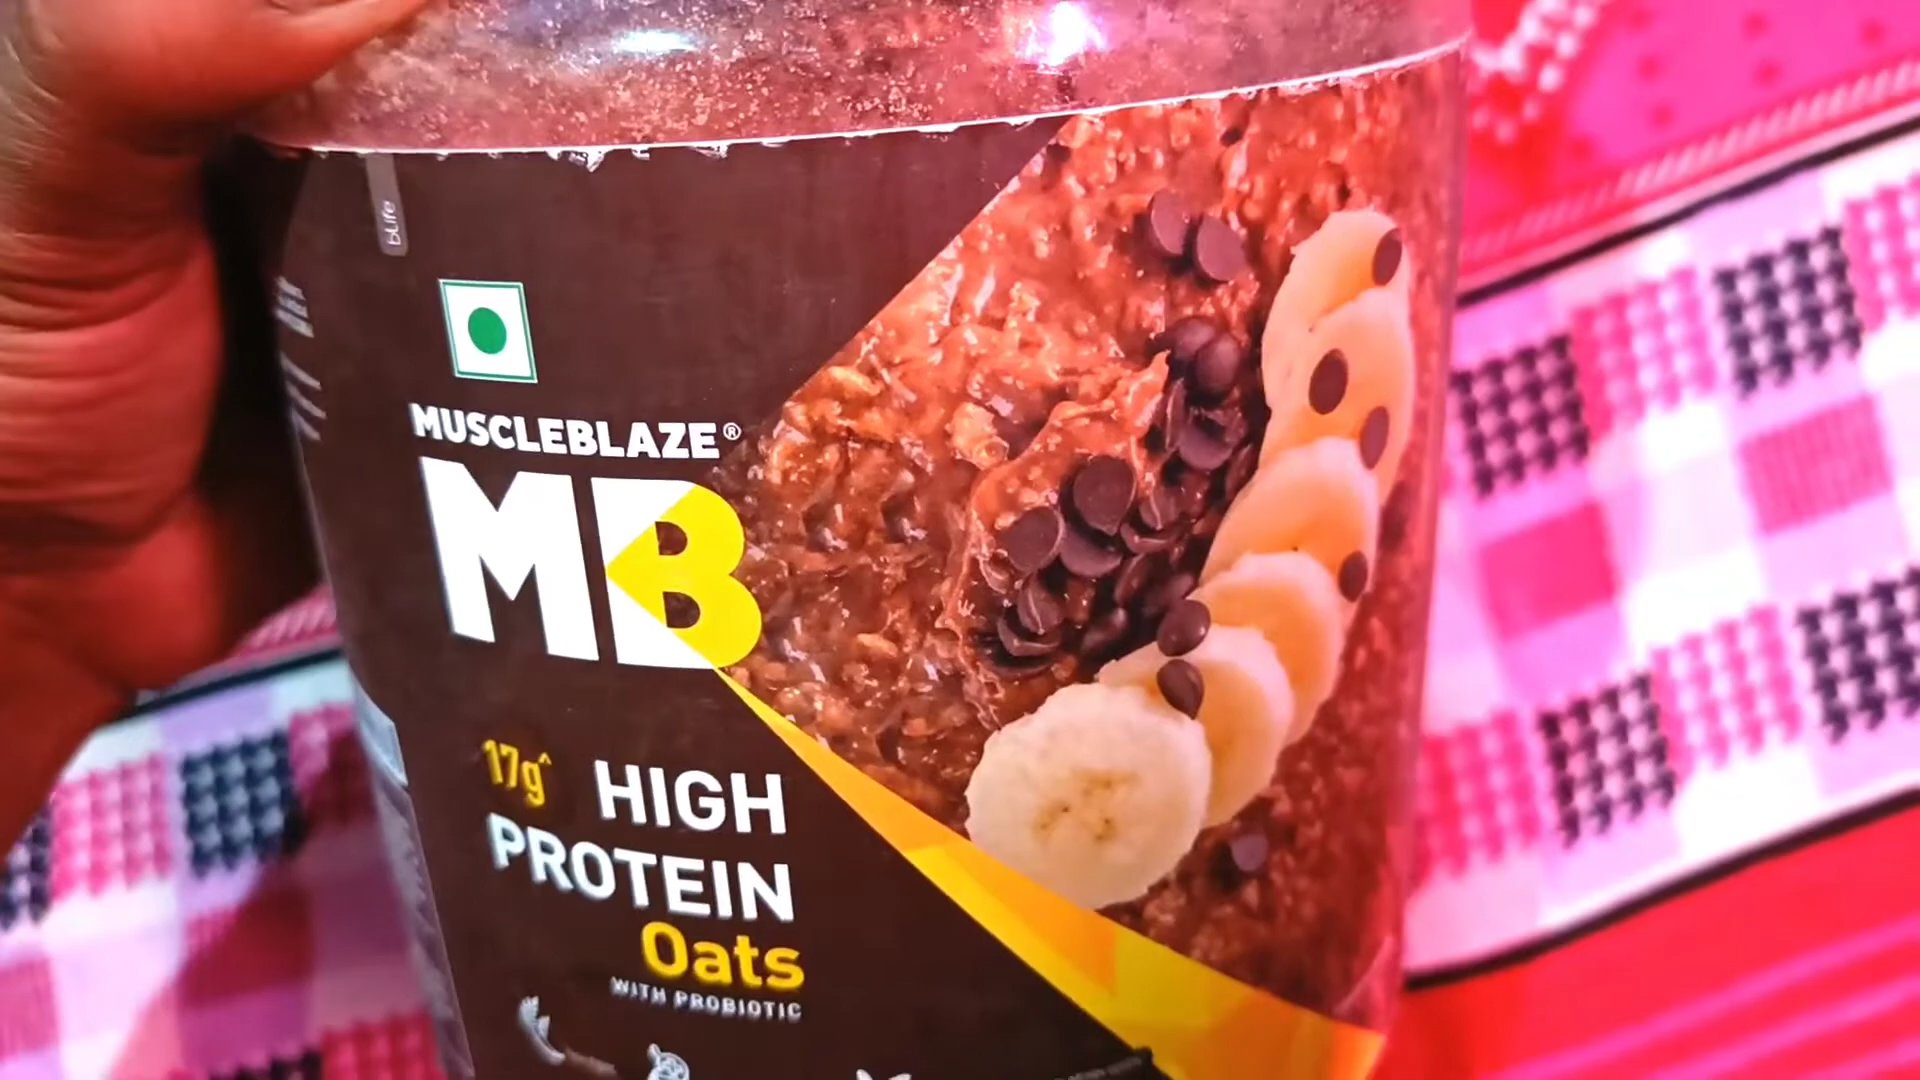 bLife
MUSCLEBLAZE®
MB
17g^ HIGH
PROTEIN
Oats
WITH PROBIOTIC